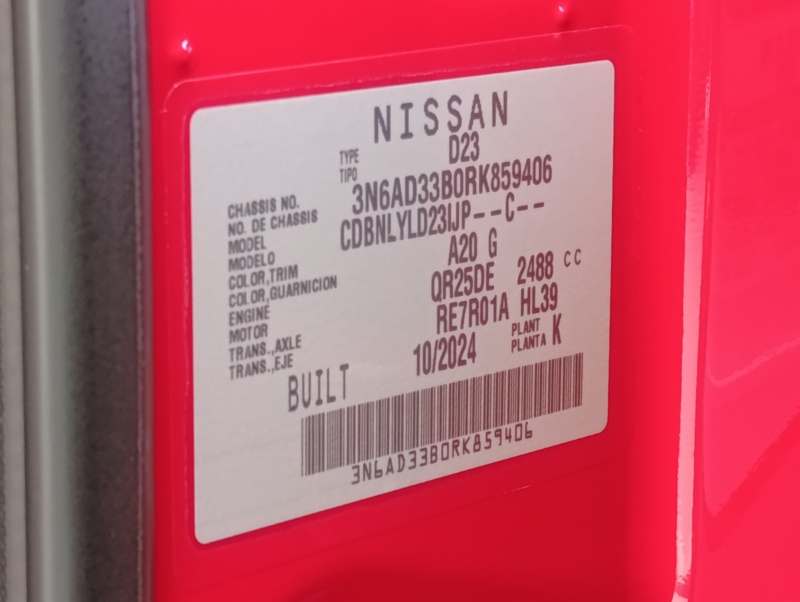 NISSAN
TYPE
TIPO D23
CHASSIS NO.
NO. DE CHASSIS 3N6AD33B0RK859406
MODEL
MODELO CDBNLYLD23IJP--C--
COLOR,TRIM
COLOR,GUARNICION A20 G
ENGINE
MOTOR QR25DE 2488 CC
TRANS.,AXLE
TRANS.,EJE RE7R01A HL39
PLANT
PLANTA K
BUILT 10/2024
3N6AD33B0RK859406